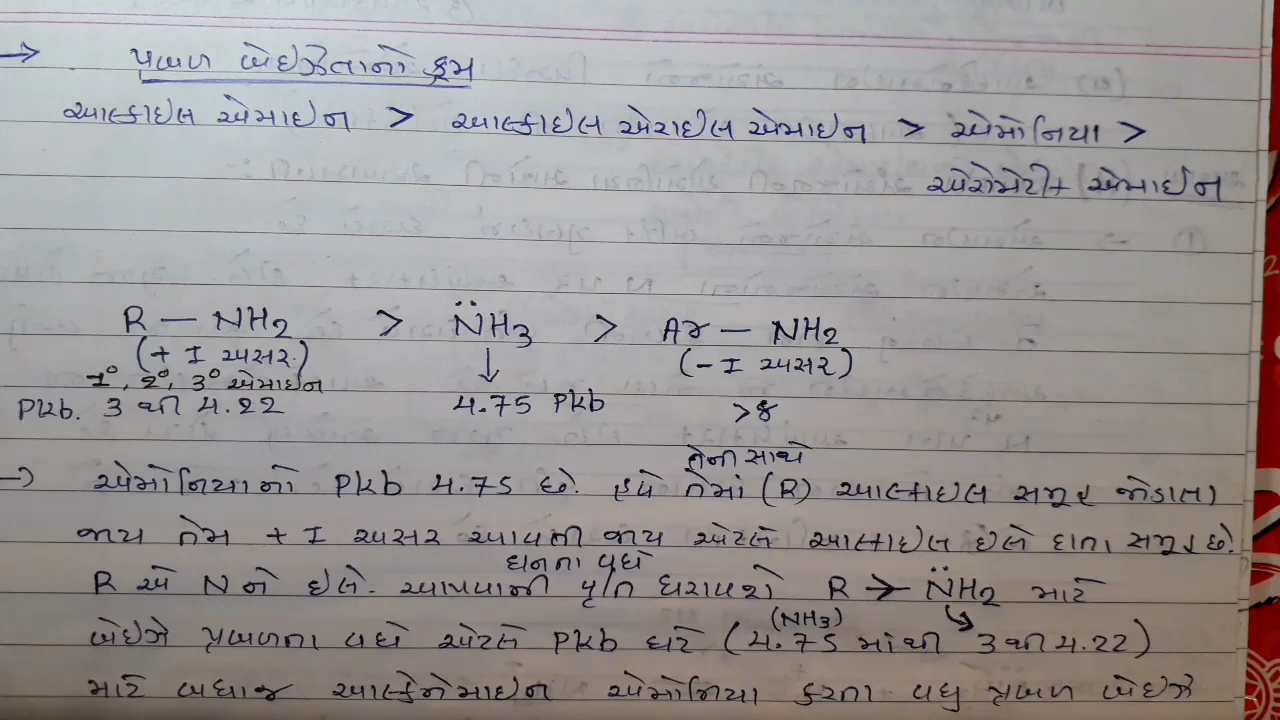 → પ્રબળ બેઇઝિતાનો ક્રમ
આલ્કાઇલ એમાઇન > આલ્કાઇલ એરાઇલ એમાઇન > એમોનિયા >
એરોમેટીક એમાઇન
R — NH2 > N̈H3 > Ar — NH2
(+ I અસર) ↓ (- I અસર)
1°, 2°, 3° એમાઇન
Pkb. 3 થી 4.22 4.75 Pkb >8
તેની સાથે
→ એમોનિયાનો Pkb 4.75 છે. હવે તેમાં (R) આલ્કાઇલ સમૂહ જોડાતા
જાય તેમ + I અસર આવતી જાય એટલે આલ્કાઇલ ઇલે દાતા સમૂહ છે.
ઘનતા વધે
R એ N ને ઇલે. આપવાની વૃતિ ધરાવશે R → N̈H2 માટે
(NH3)
બેઇઝ પ્રબળતા વધે એટલે Pkb ઘટે (4.75 માંથી 3 થી 4.22)
માટે બધાજ આલ્કેનેમાઇન એમોનિયા કરતા વધુ પ્રબળ બેઇઝ